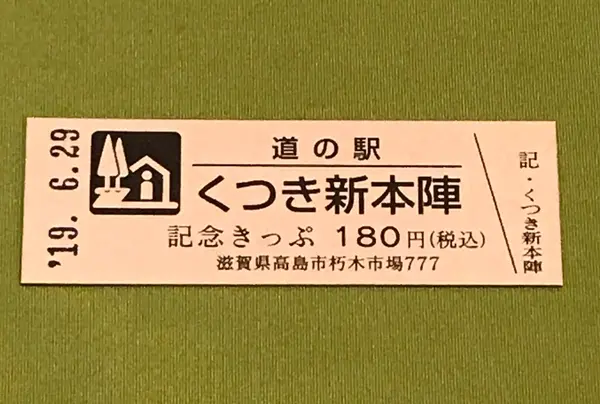 '19. 6.29
道の駅
くつき新本陣
記念きっぷ 180円(税込)
滋賀県高島市朽木市場777
記・くつき新本陣